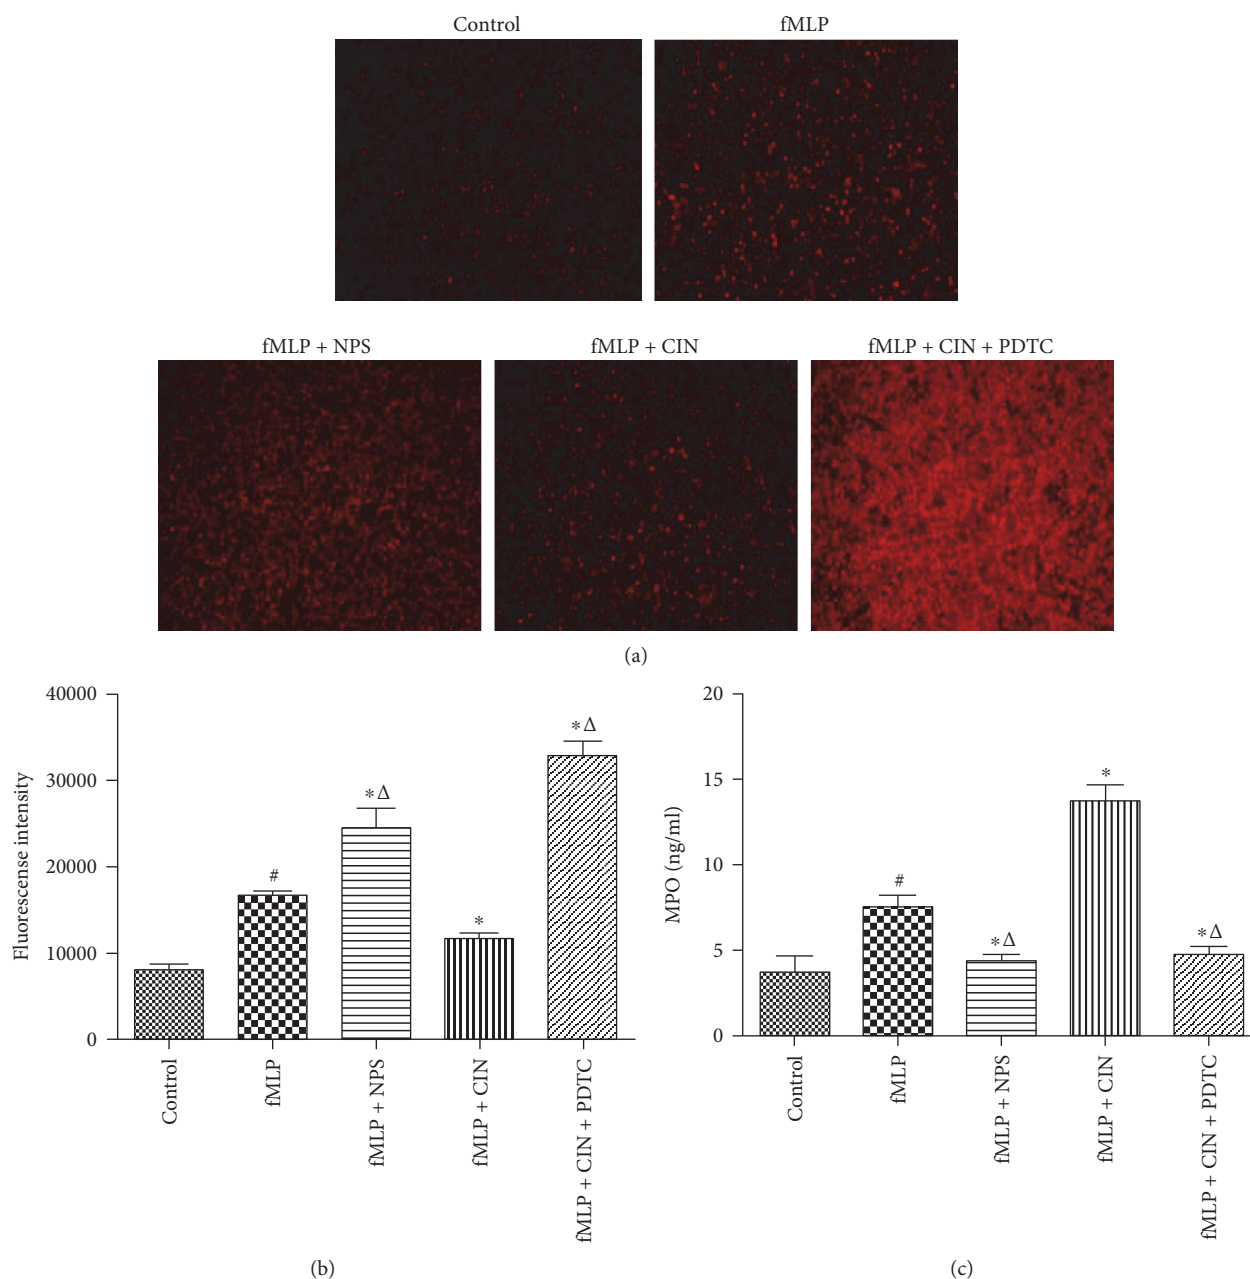 Control
fMLP
fMLP + NPS
fMLP + CIN
fMLP + CIN + PDTC
(a)
40000
30000
20000
10000
0
Fluorescense intensity
#
*Δ
*
*Δ
Control
fMLP
fMLP + NPS
fMLP + CIN
fMLP + CIN + PDTC
(b)
20
15
10
5
0
MPO (ng/ml)
#
*Δ
*
*Δ
Control
fMLP
fMLP + NPS
fMLP + CIN
fMLP + CIN + PDTC
(c)